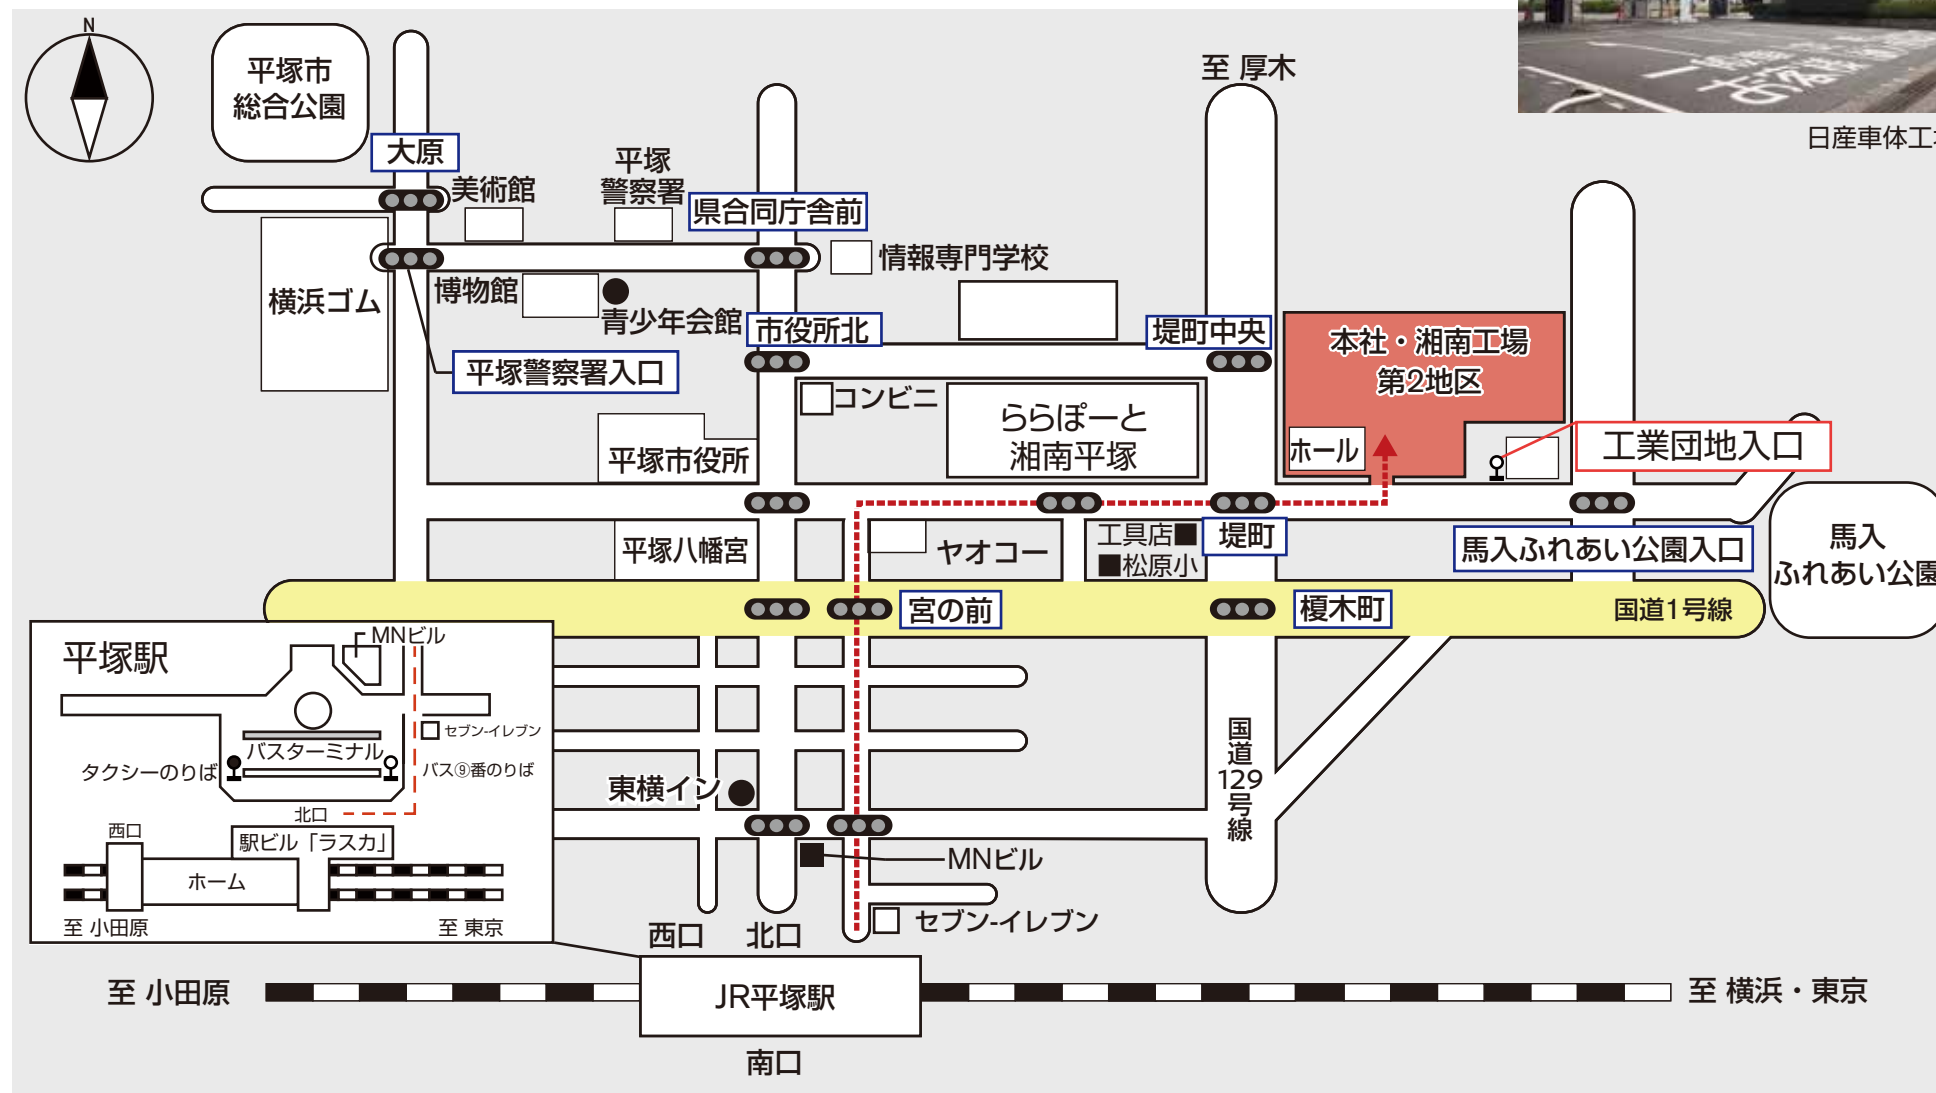 N
平塚市
総合公園
大原
美術館
平塚
警察署
県合同庁舎前
情報専門学校
至 厚木
日産車体工
横浜ゴム
博物館
青少年会館
市役所北
堤町中央
平塚警察署入口
本社・湘南工場
第2地区
コンビニ
ららぽーと
湘南平塚
ホール
工業団地入口
平塚市役所
平塚八幡宮
ヤオコー
工具店
松原小
堤町
馬入ふれあい公園入口
馬入
ふれあい公園
宮の前
榎木町
国道1号線
平塚駅
MNビル
セブン-イレブン
バスターミナル
タクシーのりば
バス⑨番のりば
北口
西口
駅ビル「ラスカ」
ホーム
至 小田原
至 東京
東横イン
国道129号線
MNビル
セブン-イレブン
西口
北口
至 小田原
JR平塚駅
至 横浜・東京
南口